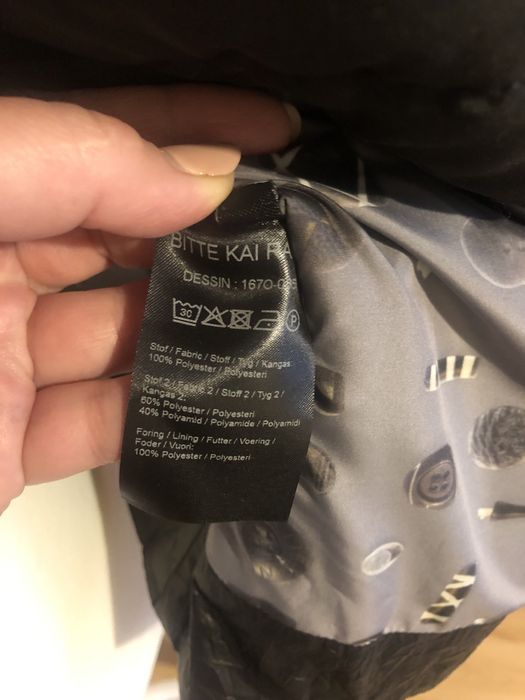 BITTE KAI RA
DESSIN : 1670-0
30 P
Stof / Fabric / Stoff / Tyg / Kangas
100% Polyester / Polyesteri
Stof 2 / Fabric 2 / Stoff 2 / Tyg 2 /
Kangas 2:
60% Polyester / Polyesteri
40% Polyamid / Polyamide / Polyamidi
Foring / Lining / Futter / Voering /
Foder / Vuori:
100% Polyester / Polyesteri